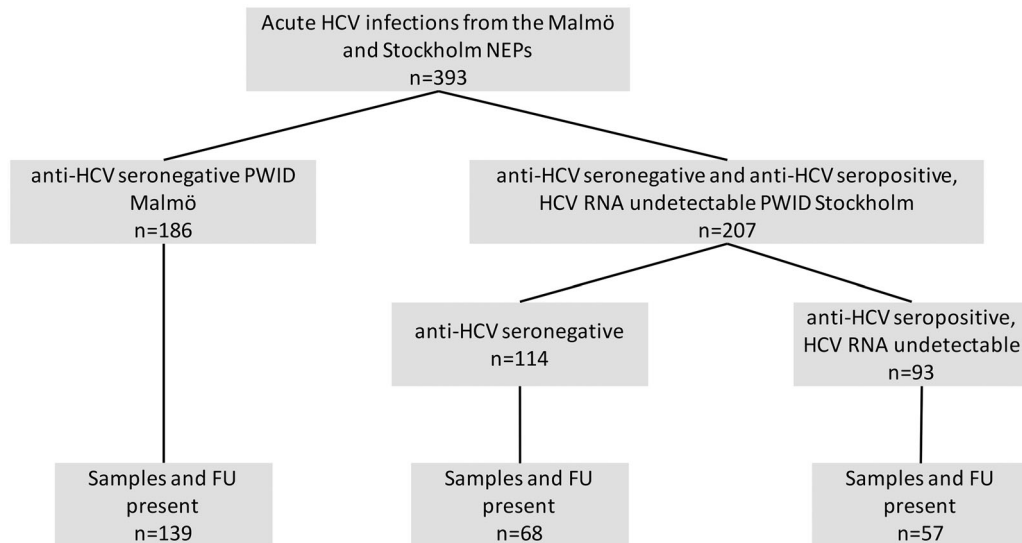 Acute HCV infections from the Malmö
and Stockholm NEPs
n=393
anti-HCV seronegative PWID
Malmö
n=186
anti-HCV seronegative and anti-HCV seropositive,
HCV RNA undetectable PWID Stockholm
n=207
anti-HCV seronegative
n=114
anti-HCV seropositive,
HCV RNA undetectable
n=93
Samples and FU
present
n=139
Samples and FU
present
n=68
Samples and FU
present
n=57